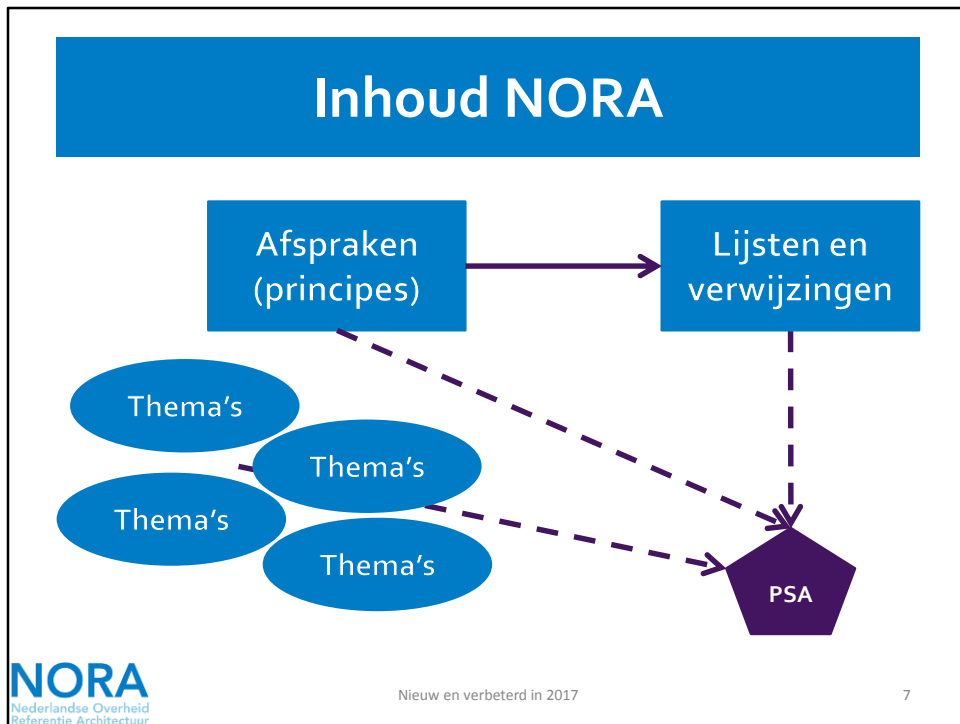 Inhoud NORA
Afspraken
(principes)
Lijsten en
verwijzingen
Thema's
Thema's
Thema's
Thema's
PSA
NORA
Nederlandse Overheid
Referentie Architectuur
Nieuw en verbeterd in 2017
7